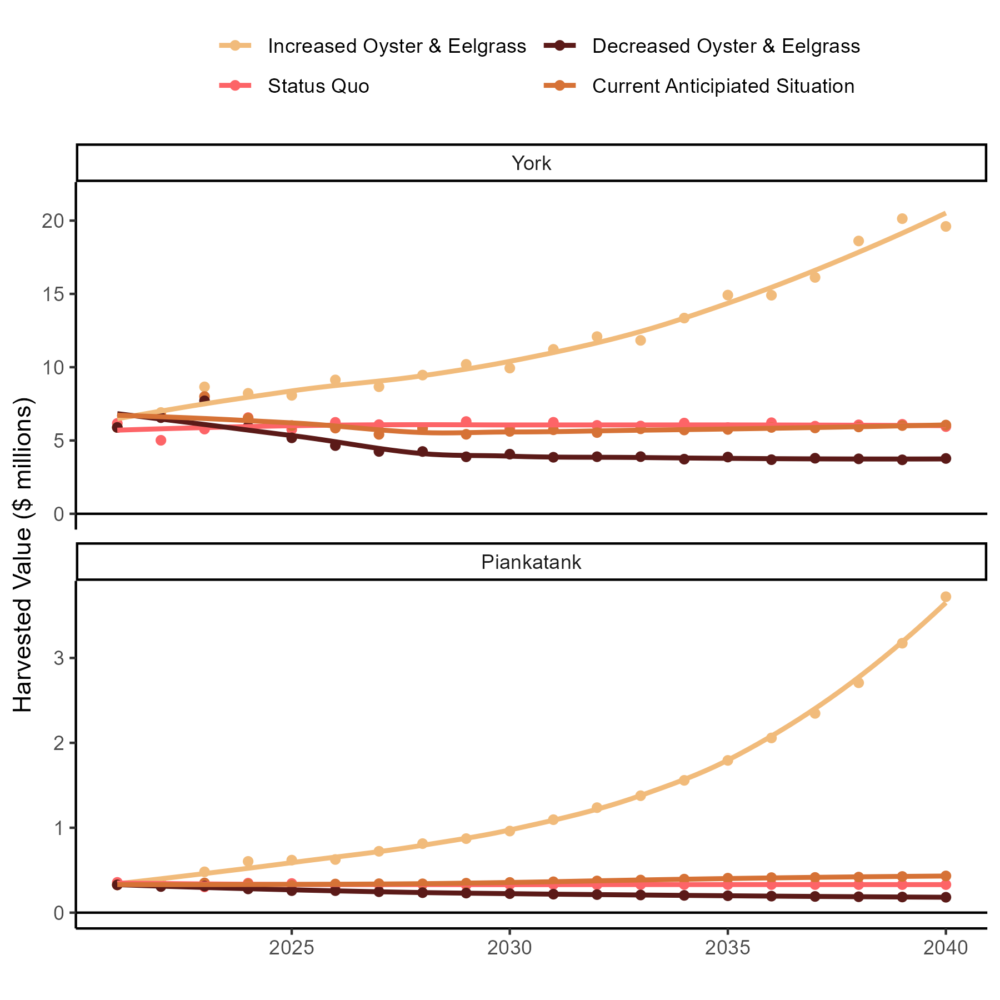 Increased Oyster & Eelgrass
Decreased Oyster & Eelgrass
Status Quo
Current Anticipiated Situation
York
20
15
10
5
0
Harvested Value ($ millions)
Piankatank
3
2
1
0
2025
2030
2035
2040